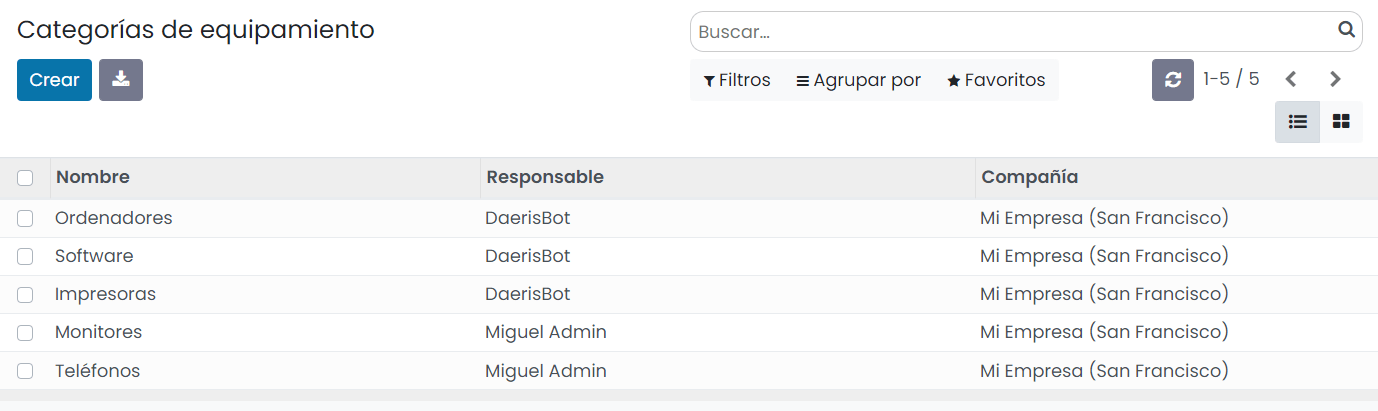 Categorías de equipamiento
Buscar...
Crear
Filtros Agrupar por Favoritos 1-5 / 5
Nombre Responsable Compañía
Ordenadores DaerisBot Mi Empresa (San Francisco)
Software DaerisBot Mi Empresa (San Francisco)
Impresoras DaerisBot Mi Empresa (San Francisco)
Monitores Miguel Admin Mi Empresa (San Francisco)
Teléfonos Miguel Admin Mi Empresa (San Francisco)